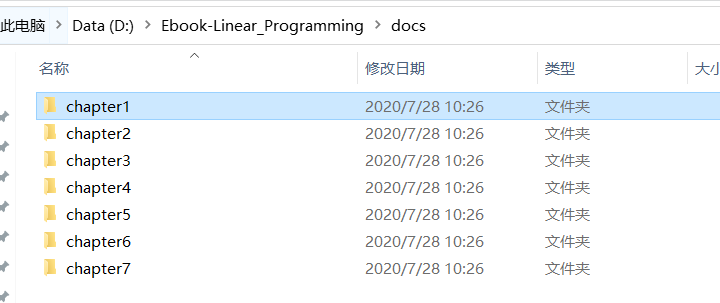 此电脑 > Data (D:) > Ebook-Linear_Programming > docs
名称 修改日期 类型 大小
chapter1 2020/7/28 10:26 文件夹
chapter2 2020/7/28 10:26 文件夹
chapter3 2020/7/28 10:26 文件夹
chapter4 2020/7/28 10:26 文件夹
chapter5 2020/7/28 10:26 文件夹
chapter6 2020/7/28 10:26 文件夹
chapter7 2020/7/28 10:26 文件夹